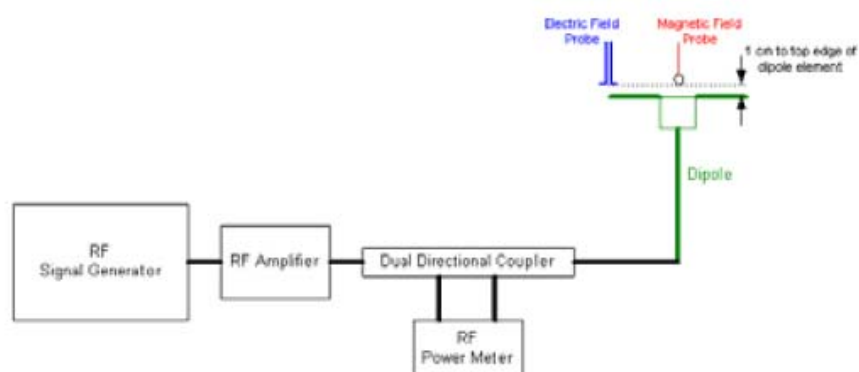 Electric Field
Probe
Magnetic Field
Probe
1 cm to top edge of
dipole element
Dipole
RF
Signal Generator
RF Amplifier
Dual Directional Coupler
RF
Power Meter